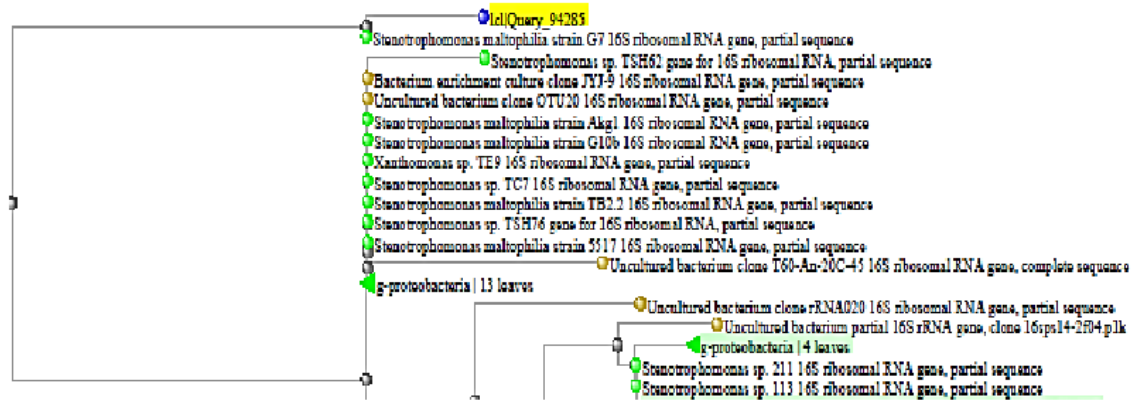 lcl|Query_94285
Stenotrophomonas maltophilia strain G7 16S ribosomal RNA gene, partial sequence
Stenotrophomonas sp. TSH62 gene for 16S ribosomal RNA, partial sequence
Bacterium enrichment culture clone JYJ-9 16S ribosomal RNA gene, partial sequence
Uncultured bacterium clone OTU20 16S ribosomal RNA gene, partial sequence
Stenotrophomonas maltophilia strain Akg1 16S ribosomal RNA gene, partial sequence
Stenotrophomonas maltophilia strain G10b 16S ribosomal RNA gene, partial sequence
Xanthomonas sp. TE9 16S ribosomal RNA gene, partial sequence
Stenotrophomonas sp. TC7 16S ribosomal RNA gene, partial sequence
Stenotrophomonas maltophilia strain TB2.2 16S ribosomal RNA gene, partial sequence
Stenotrophomonas sp. TSH76 gene for 16S ribosomal RNA, partial sequence
Stenotrophomonas maltophilia strain 5517 16S ribosomal RNA gene, partial sequence
Uncultured bacterium clone T60-An-20C-45 16S ribosomal RNA gene, complete sequence
g-proteobacteria | 13 leaves
Uncultured bacterium clone rRNA020 16S ribosomal RNA gene, partial sequence
Uncultured bacterium partial 16S rRNA gene, clone 16sps14-2f04.p1k
g-proteobacteria | 4 leaves
Stenotrophomonas sp. 211 16S ribosomal RNA gene, partial sequence
Stenotrophomonas sp. 113 16S ribosomal RNA gene, partial sequence